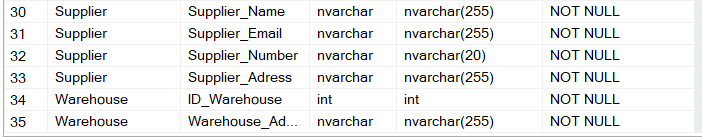 30 Supplier Supplier_Name nvarchar nvarchar(255) NOT NULL
31 Supplier Supplier_Email nvarchar nvarchar(255) NOT NULL
32 Supplier Supplier_Number nvarchar nvarchar(20) NOT NULL
33 Supplier Supplier_Adress nvarchar nvarchar(255) NOT NULL
34 Warehouse ID_Warehouse int int NOT NULL
35 Warehouse Warehouse_Ad... nvarchar nvarchar(255) NOT NULL